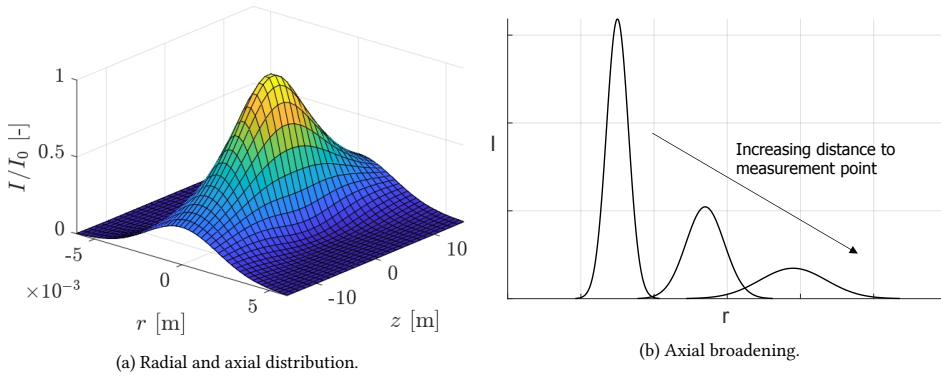 1
0.5
0
I/I₀ [-]
-5
0
5
×10⁻³
r [m]
-10
0
10
z [m]
(a) Radial and axial distribution.
I
Increasing distance to
measurement point
r
(b) Axial broadening.